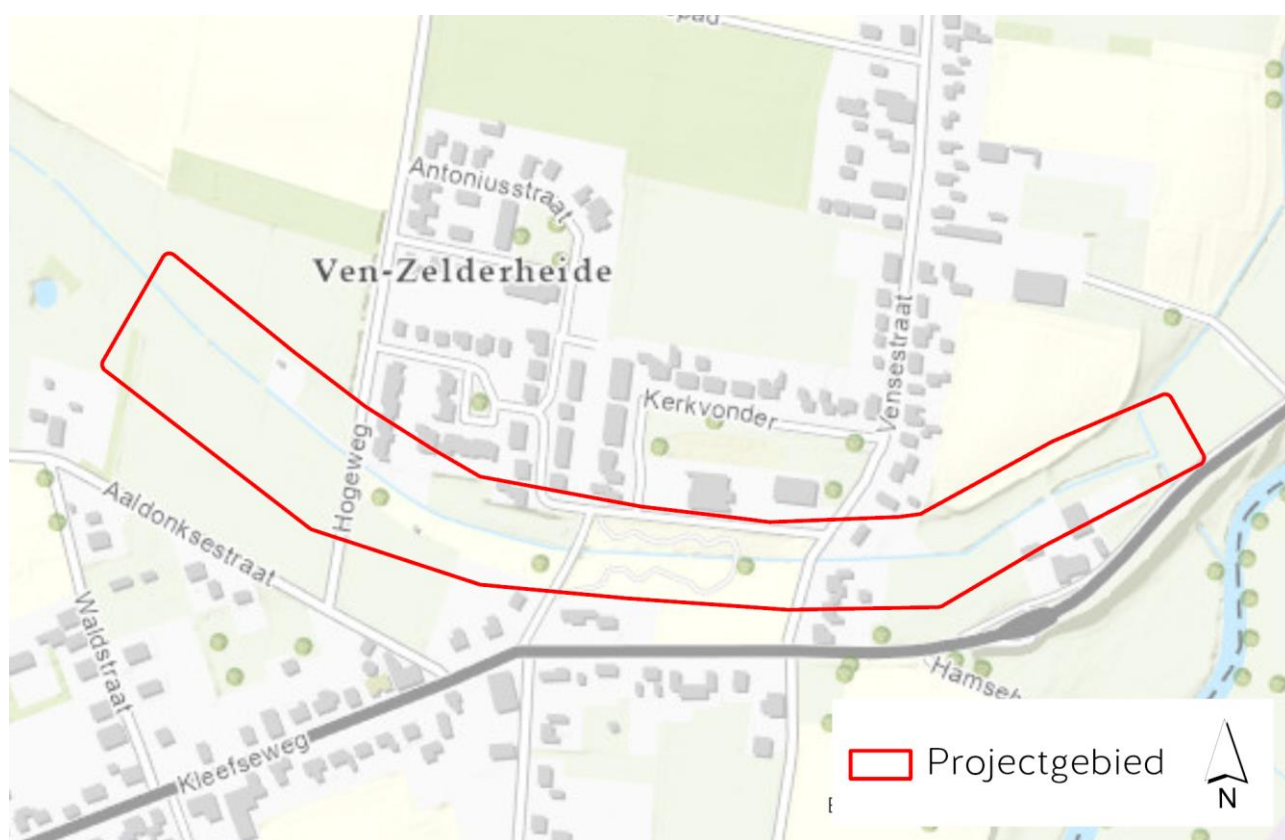 Antoniusstraat
Ven-Zelderheide
Vensestraat
Kerkvonder
Hogeweg
Aaldonksestraat
Waldstraat
Kleefseweg
Projectgebied
N